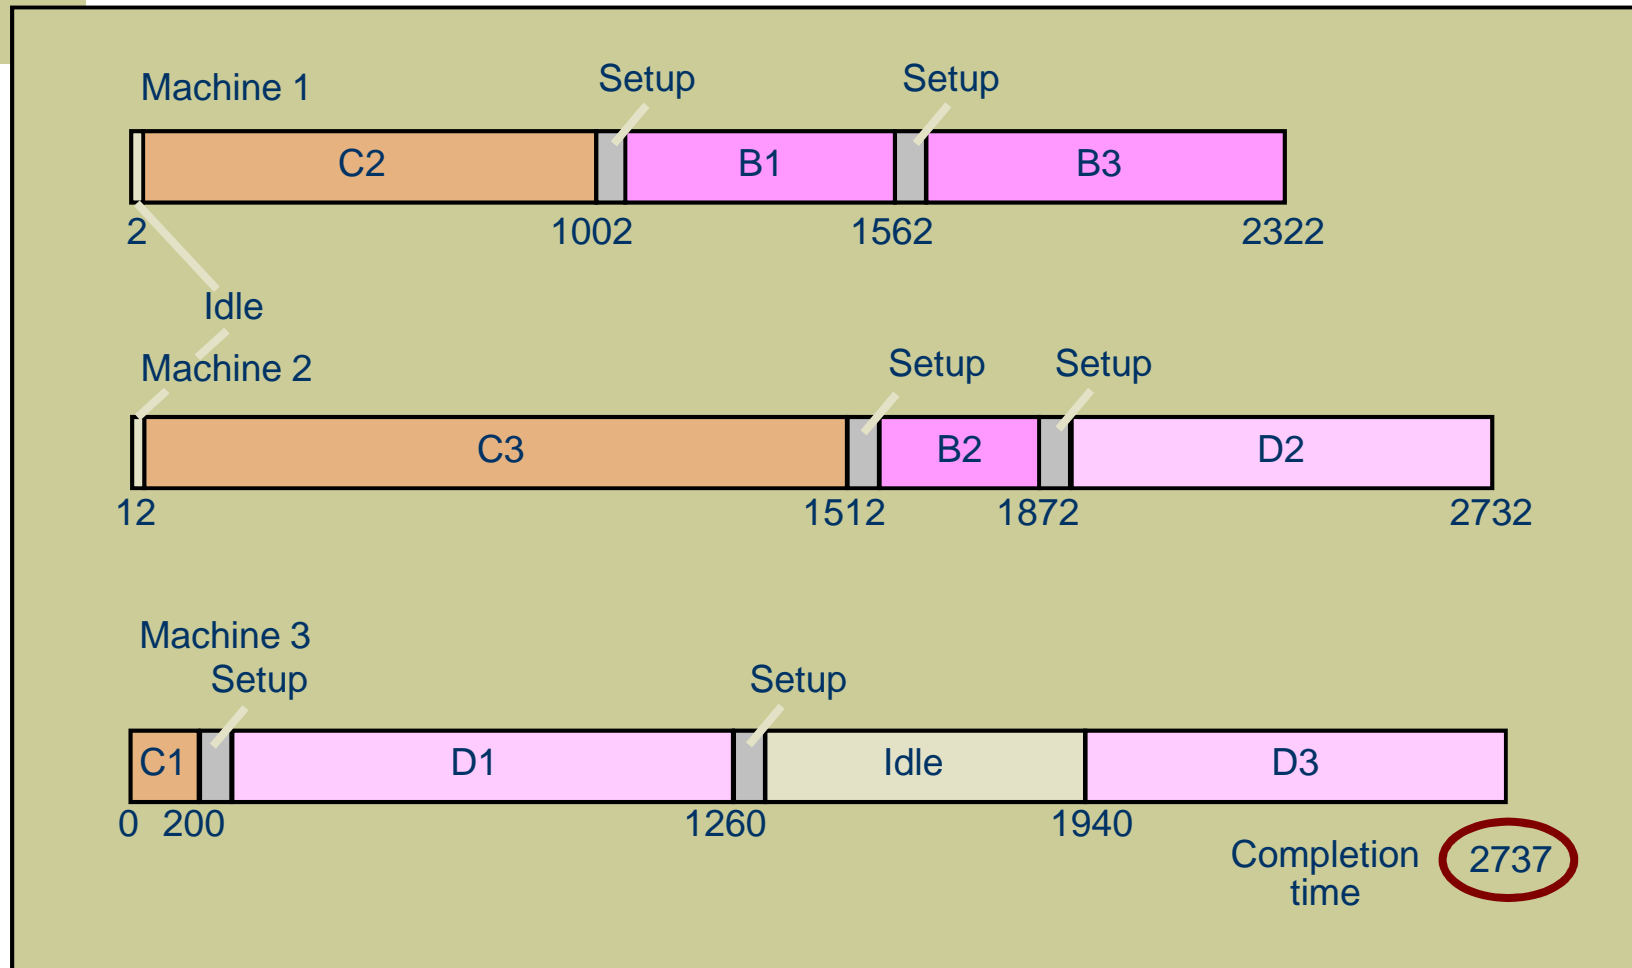 Machine 1
Setup
Setup
C2
B1
B3
2
1002
1562
2322
Idle
Machine 2
Setup
Setup
C3
B2
D2
12
1512
1872
2732
Machine 3
Setup
Setup
C1
D1
Idle
D3
0
200
1260
1940
Completion
time
2737